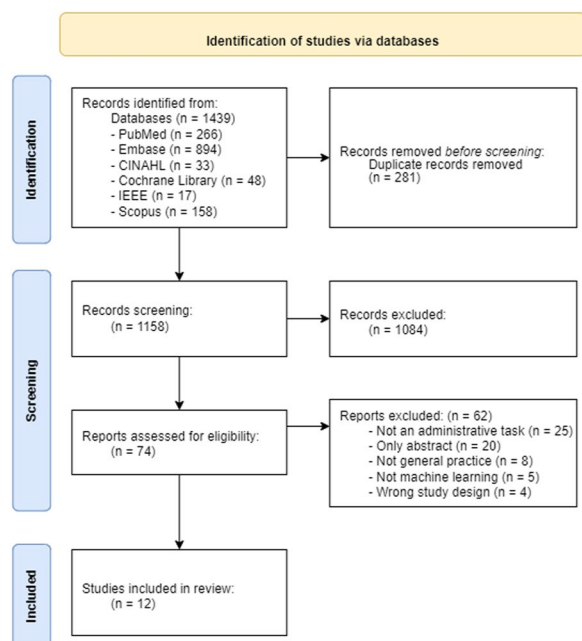 Identification of studies via databases
Identification
Records identified from:
Databases (n = 1439)
- PubMed (n = 266)
- Embase (n = 894)
- CINAHL (n = 33)
- Cochrane Library (n = 48)
- IEEE (n = 17)
- Scopus (n = 158)
Records removed before screening:
Duplicate records removed
(n = 281)
Screening
Records screening:
(n = 1158)
Records excluded:
(n = 1084)
Reports assessed for eligibility:
(n = 74)
Reports excluded: (n = 62)
- Not an administrative task (n = 25)
- Only abstract (n = 20)
- Not general practice (n = 8)
- Not machine learning (n = 5)
- Wrong study design (n = 4)
Included
Studies included in review:
(n = 12)